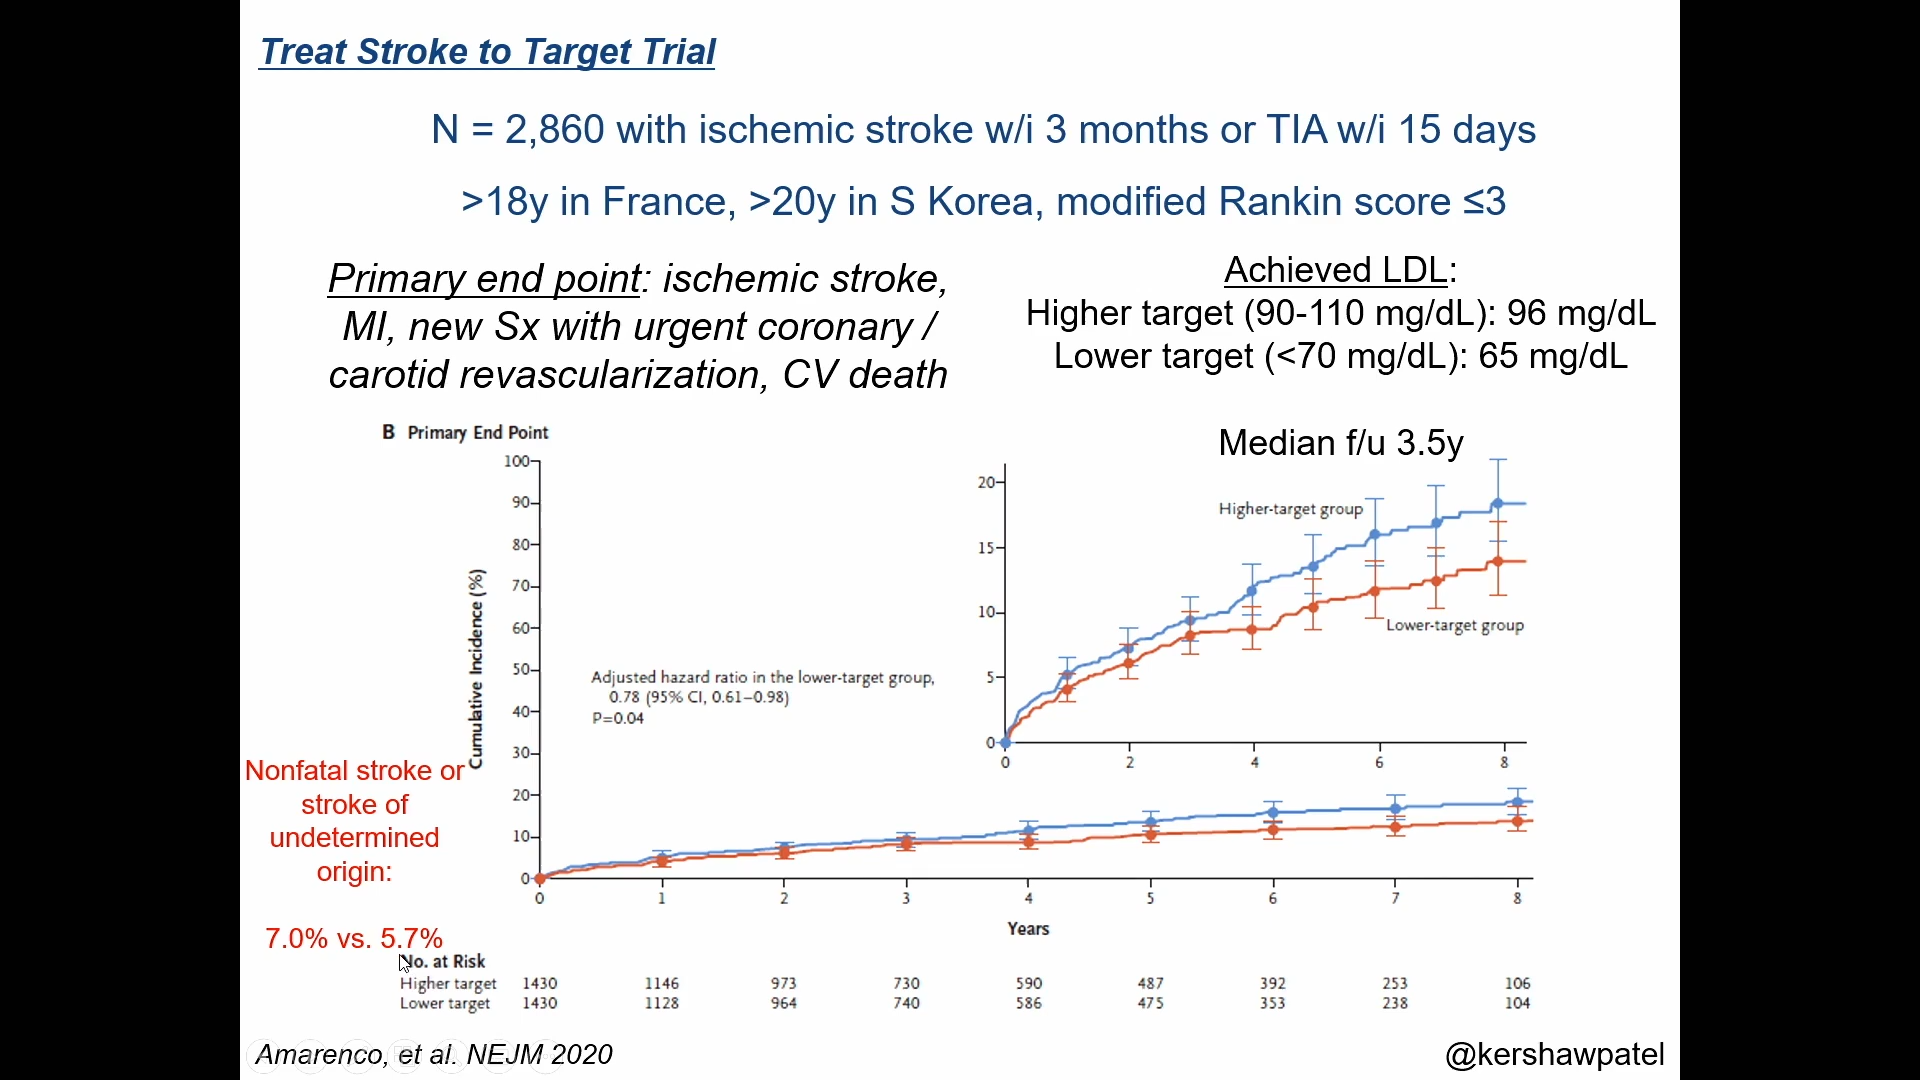 Treat Stroke to Target Trial
N = 2,860 with ischemic stroke w/i 3 months or TIA w/i 15 days
>18y in France, >20y in S Korea, modified Rankin score ≤3
Primary end point: ischemic stroke,
MI, new Sx with urgent coronary /
carotid revascularization, CV death
Achieved LDL:
Higher target (90-110 mg/dL): 96 mg/dL
Lower target (<70 mg/dL): 65 mg/dL
Median f/u 3.5y
B Primary End Point
100
90
80
70
60
50
40
30
20
10
0
Cumulative Incidence (%)
Adjusted hazard ratio in the lower-target group,
0.78 (95% CI, 0.61–0.98)
P=0.04
20
15
10
5
0
Higher-target group
Lower-target group
0 2 4 6 8
0 1 2 3 4 5 6 7 8
Years
Nonfatal stroke or
stroke of
undetermined
origin:
7.0% vs. 5.7%
No. at Risk
Higher target 1430 1146 973 730 590 487 392 253 106
Lower target 1430 1128 964 740 586 475 353 238 104
Amarenco, et al. NEJM 2020
@kershawpatel